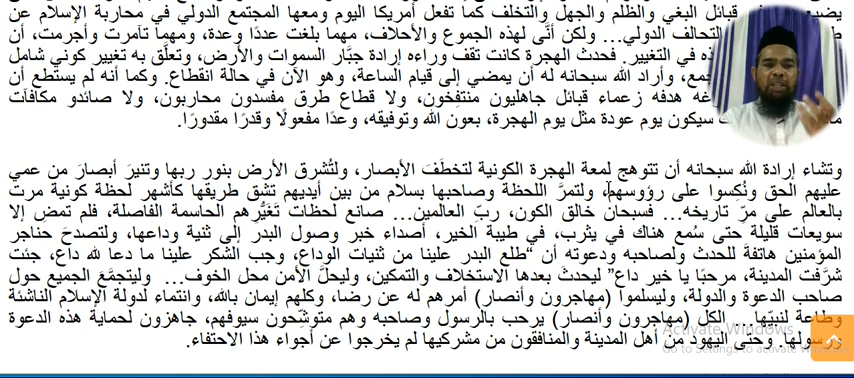 قبائل البغي والظلم والجهل والتخلف كما تفعل أمريكا اليوم ومعها المجتمع الدولي في محاربة الإسلام عن
التحالف الدولي... ولكن أنَّى لهذه الجموع والأحلاف، مهما بلغت عددًا وعدة، ومهما تآمرت وأجرمت، أن
في التغيير. فحدث الهجرة كانت تقف وراءه إرادة جبَّار السموات والأرض، وتعلَّق به تغيير كوني شامل
وأراد الله سبحانه له أن يمضي إلى قيام الساعة، وهو الآن في حالة انقطاع. وكما أنه لم يستطع أن
هدفه زعماء قبائل جاهليون منتفخون، ولا قطاع طرق مفسدون محاربون، ولا صائدو مكافآت
سيكون يوم عودة مثل يوم الهجرة، بعون الله وتوفيقه، وعدًا مفعولًا وقدرًا مقدورًا.
وتشاء إرادة الله سبحانه أن تتوهج لمعة الهجرة الكونية لتخطَفَ الأبصار، ولتُشرق الأرض بنور ربها وتنيرَ أبصارَ من عمي
عليهم الحق ونُكِسوا على رؤوسهم، ولتمرَّ اللحظة وصاحبها بسلام من بين أيديهم تشق طريقها كأشهر لحظة كونية مرت
بالعالم على مرّ تاريخه... فسبحان خالق الكون، ربّ العالمين... صانع لحظات تَغَيُّرهم الحاسمة الفاصلة، فلم تمض إلا
سويعات قليلة حتى سُمع هناك في يثرب، في طيبة الخير، أصداء خبر وصول البدر إلى ثنية وداعها، ولتصدحَ حناجر
المؤمنين هاتفةً للحدث ولصاحبه ودعوته أن "طلع البدر علينا من ثنيات الوداع، وجب الشكر علينا ما دعا لله داع، جئت
شرَّفت المدينة، مرحبًا يا خير داع" ليحدثَ بعدها الاستخلاف والتمكين، وليحلَّ الأمن محل الخوف... وليتجمَّعَ الجميع حول
صاحب الدعوة والدولة، وليسلموا (مهاجرون وأنصار) أمرهم له عن رضا، وكلهم إيمان بالله، وانتماء لدولة الإسلام الناشئة
وطاعة لنبيّها... الكل (مهاجرون وأنصار) يرحب بالرسول وصاحبه وهم متوشّحون سيوفهم، جاهزون لحماية هذه الدعوة
ورسولها. وحتى اليهود من أهل المدينة والمنافقون من مشركيها لم يخرجوا عن أجواء هذا الاحتفاء.
Activate Windows
Go to Settings to activate